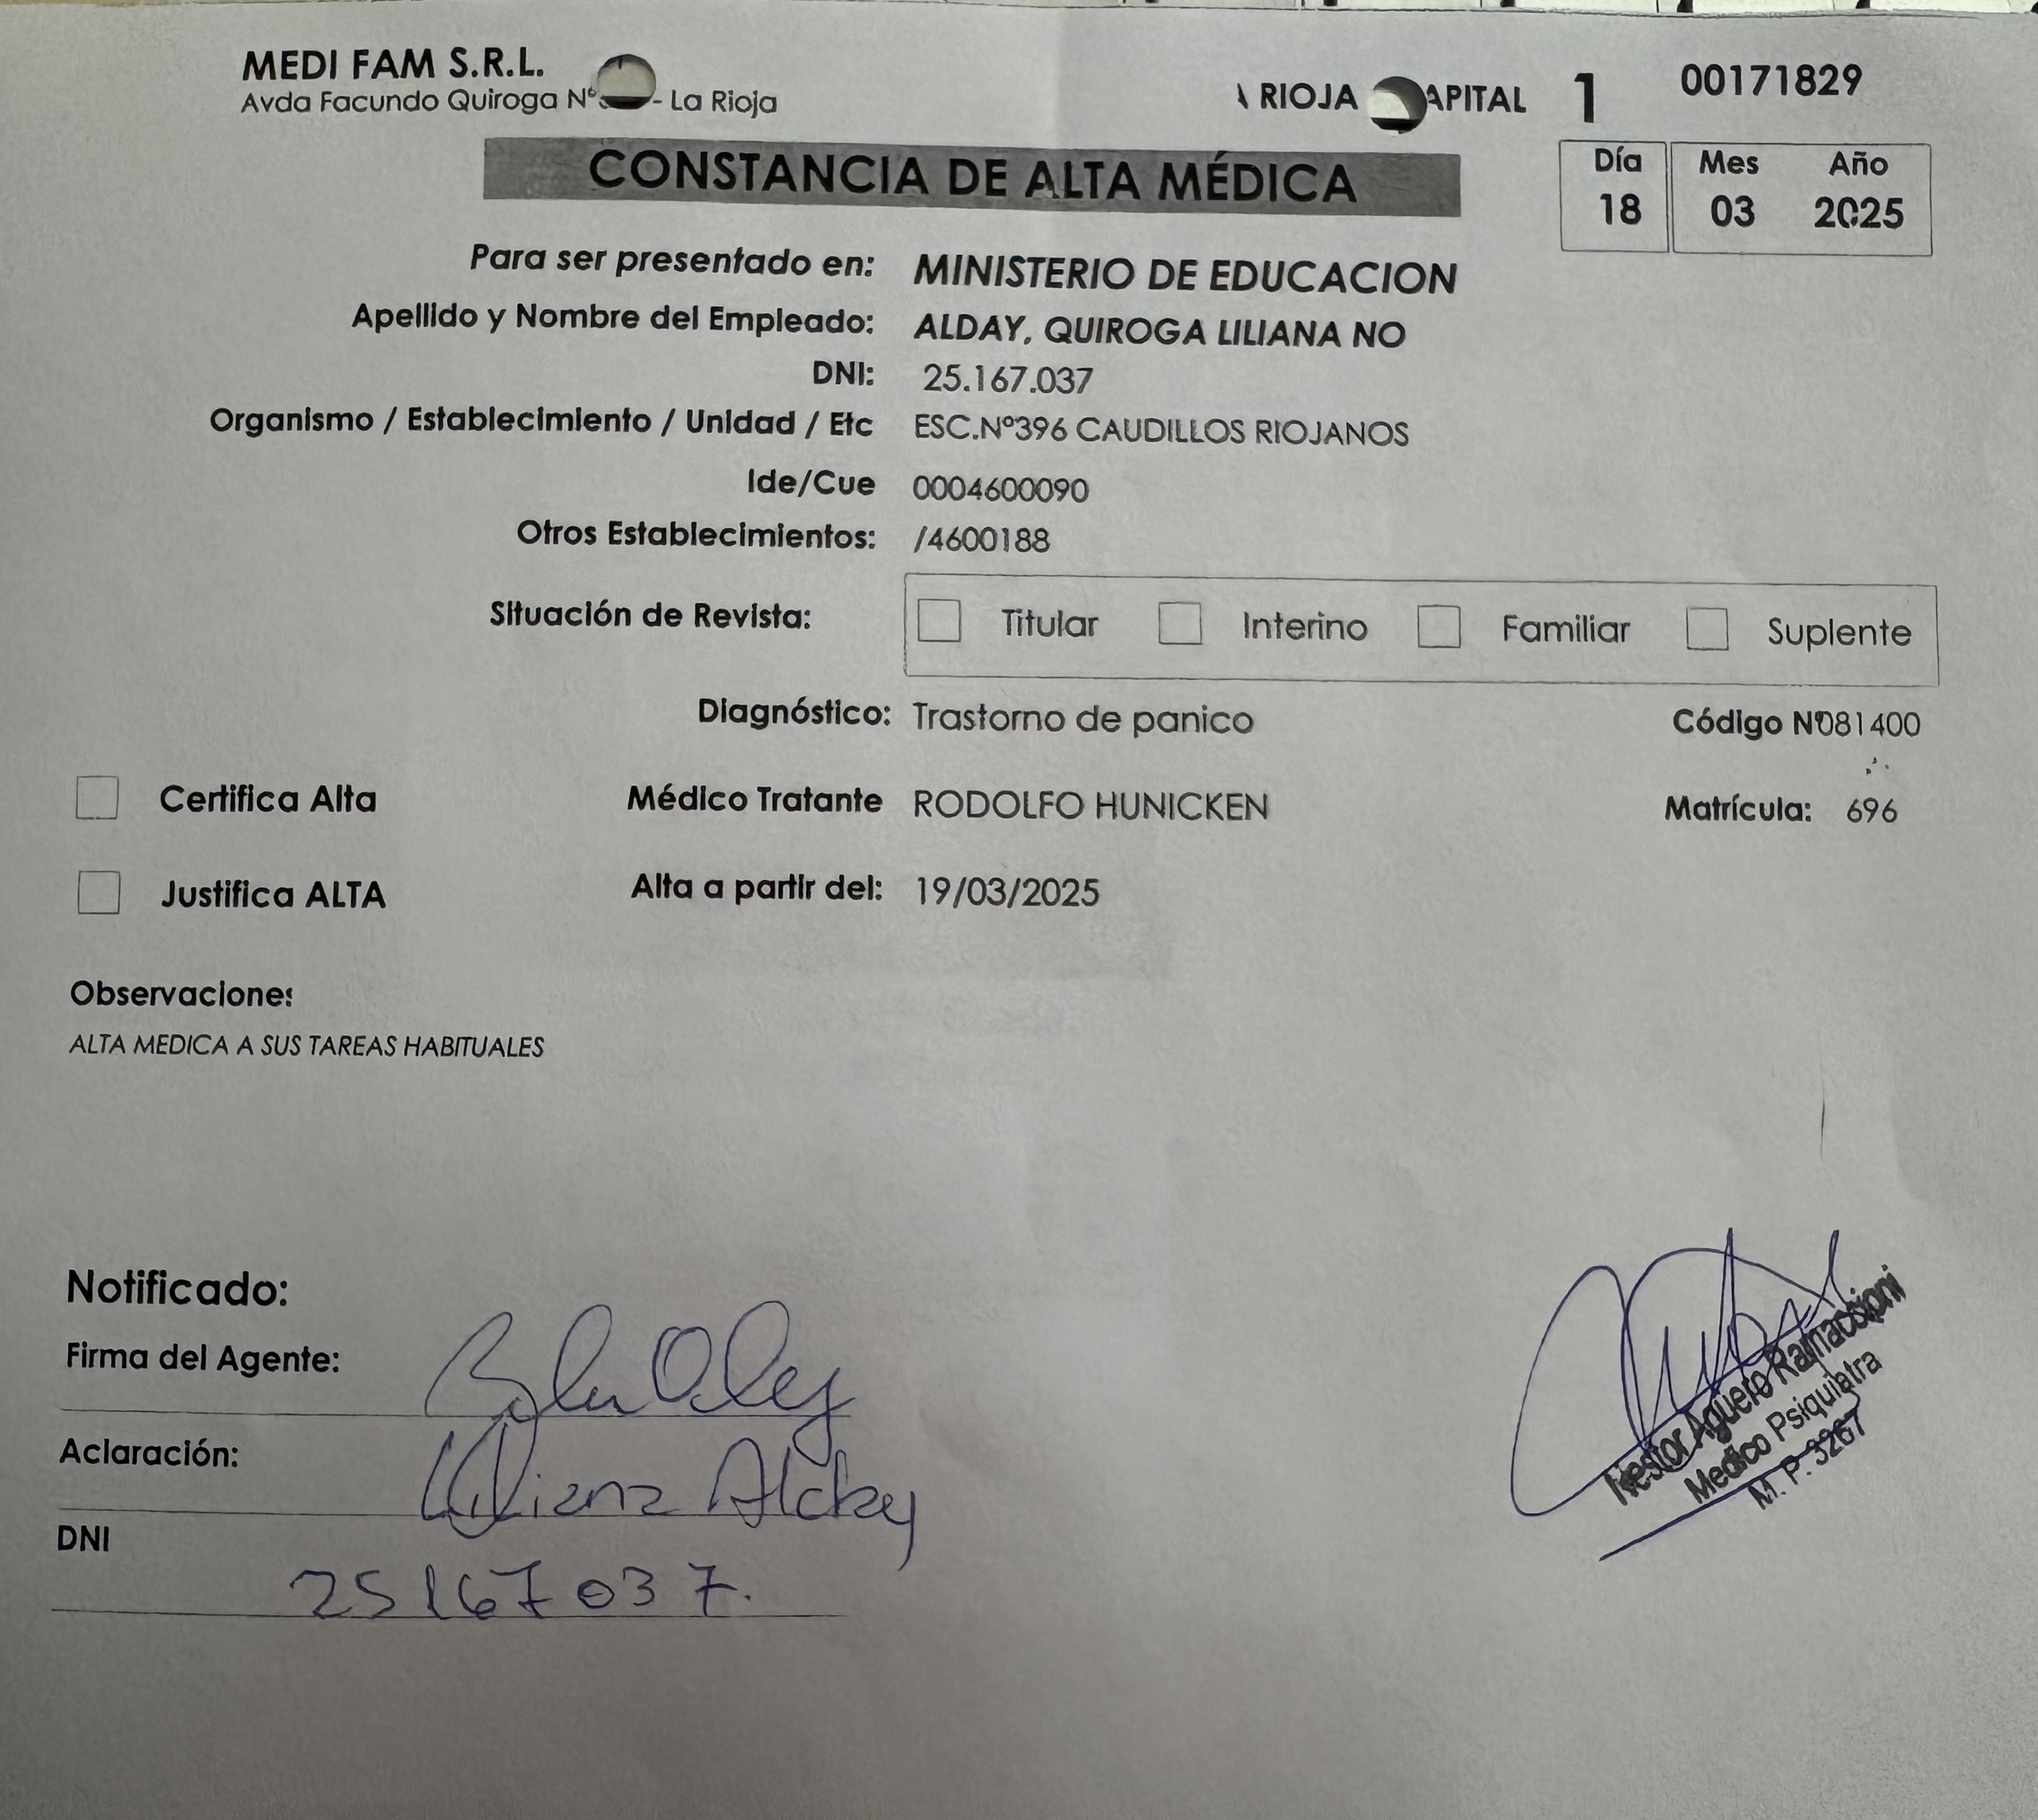 MEDI FAM S.R.L.
Avda Facundo Quiroga Nº - La Rioja
RIOJA APITAL 1 00171829
CONSTANCIA DE ALTA MÉDICA
Día Mes Año
18 03 2025
Para ser presentado en: MINISTERIO DE EDUCACION
Apellido y Nombre del Empleado: ALDAY, QUIROGA LILIANA NO
DNI: 25.167.037
Organismo / Establecimiento / Unidad / Etc ESC.Nº396 CAUDILLOS RIOJANOS
Ide/Cue 0004600090
Otros Establecimientos: /4600188
Situación de Revista: Titular Interino Familiar Suplente
Diagnóstico: Trastorno de panico Código Nº081400
Certifica Alta Médico Tratante RODOLFO HUNICKEN Matrícula: 696
Justifica ALTA Alta a partir del: 19/03/2025
Observaciones
ALTA MEDICA A SUS TAREAS HABITUALES
Notificado:
Firma del Agente:
Aclaración: Liliana Alday
DNI
25167037.
Nestor Agüero Ramaccioni
Medico Psiquiatra
M. P. 3267